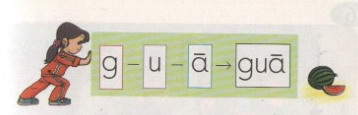 g － u － ā → guā